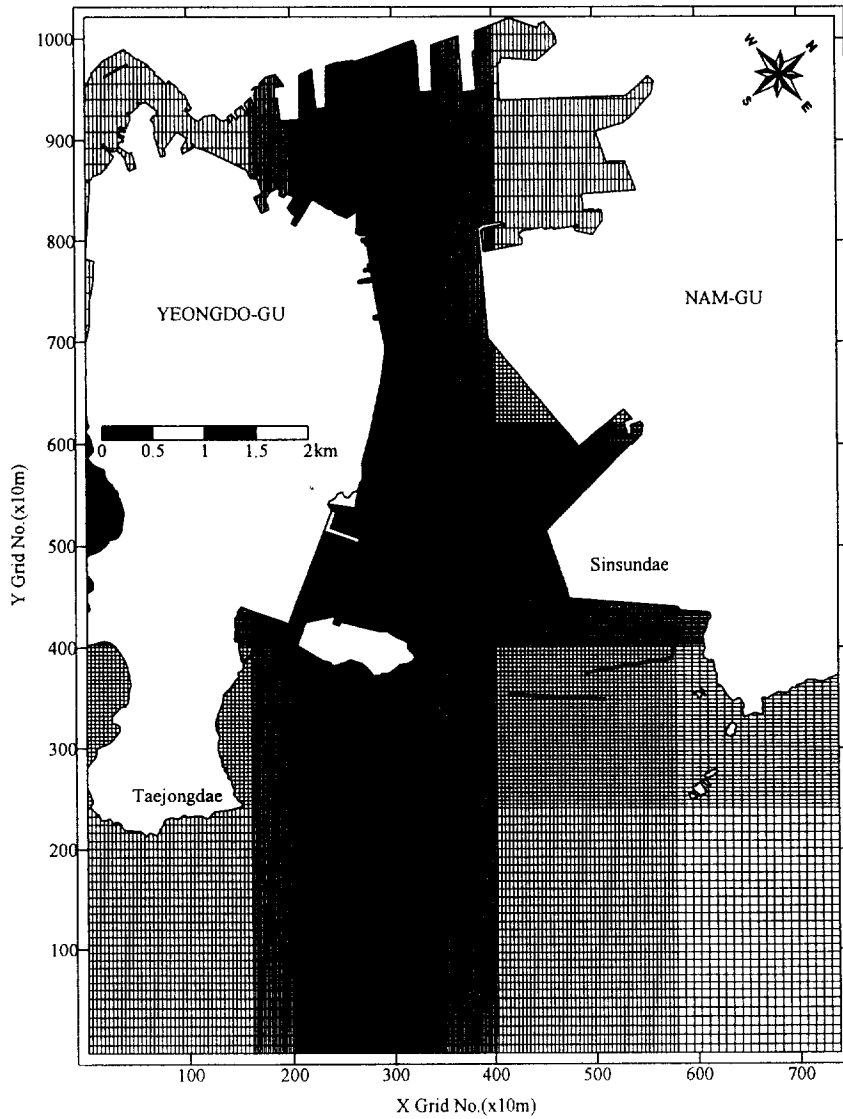 1000
900
800
700
600
500
400
300
200
100
Y Grid No.(x10m)
W
N
S
E
YEONGDO-GU
NAM-GU
0 0.5 1 1.5 2km
Sinsundae
Taejongdae
100 200 300 400 500 600 700
X Grid No.(x10m)